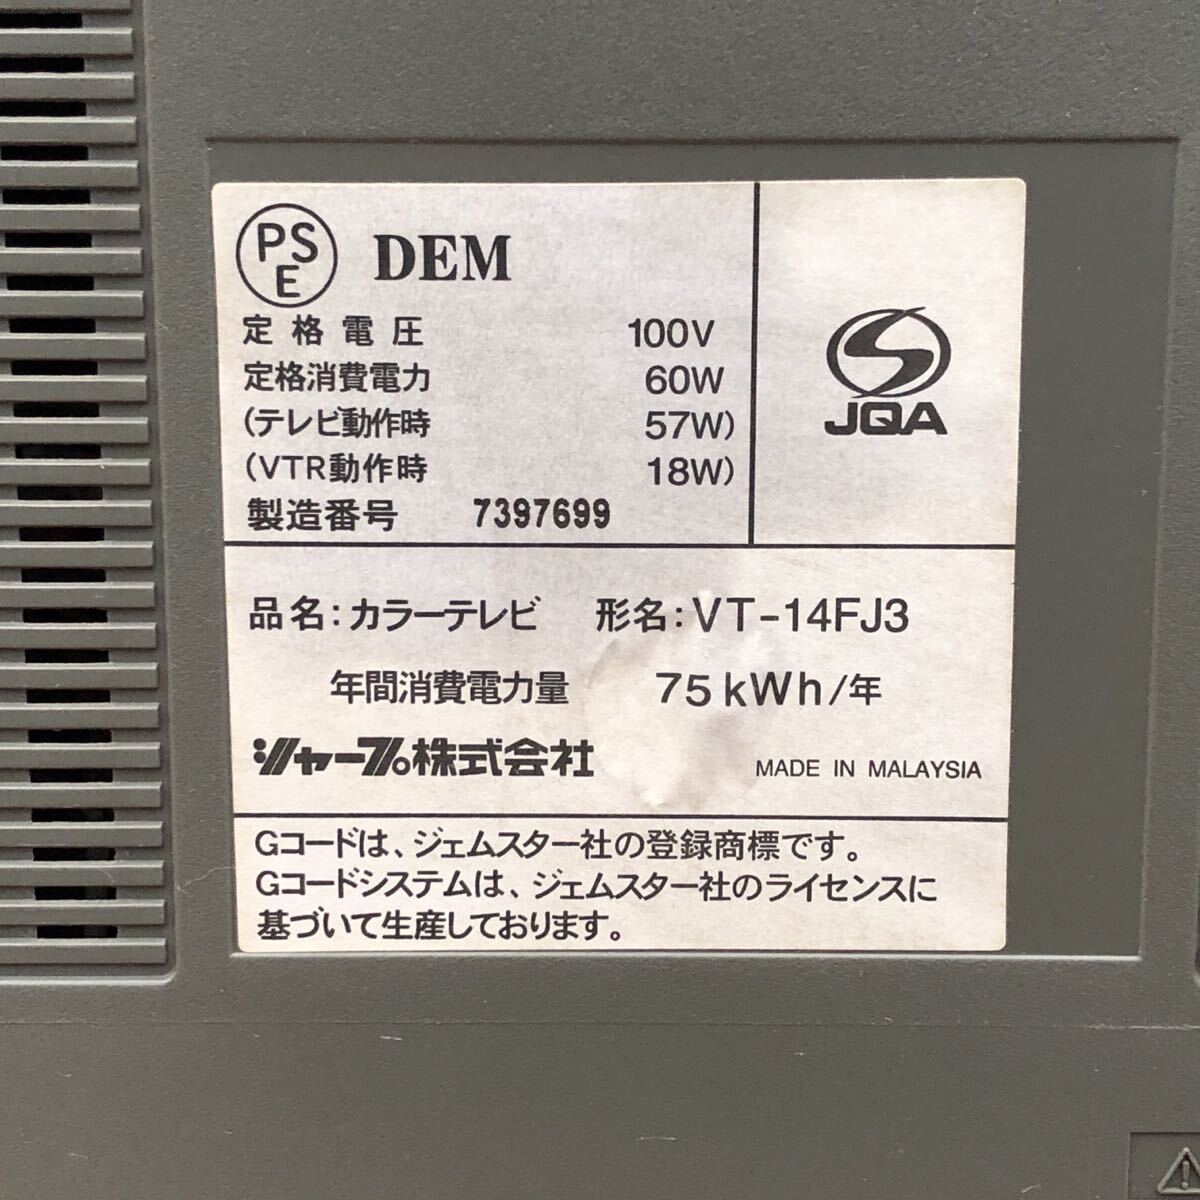 PSE DEM
定格電圧 100V
定格消費電力 60W
(テレビ動作時 57W)
(VTR動作時 18W)
製造番号 7397699
JQA
品名:カラーテレビ 形名:VT-14FJ3
年間消費電力量 75kWh/年
シャープ株式会社 MADE IN MALAYSIA
Gコードは、ジェムスター社の登録商標です。
Gコードシステムは、ジェムスター社のライセンスに
基づいて生産しております。